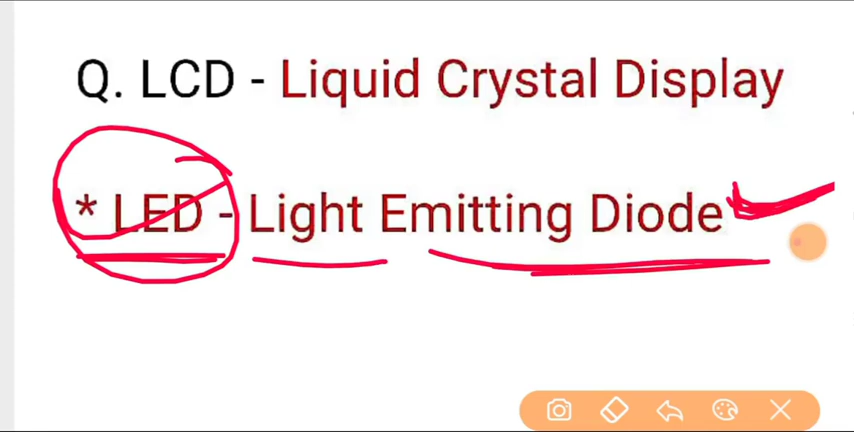 Q. LCD - Liquid Crystal Display
* LED - Light Emitting Diode